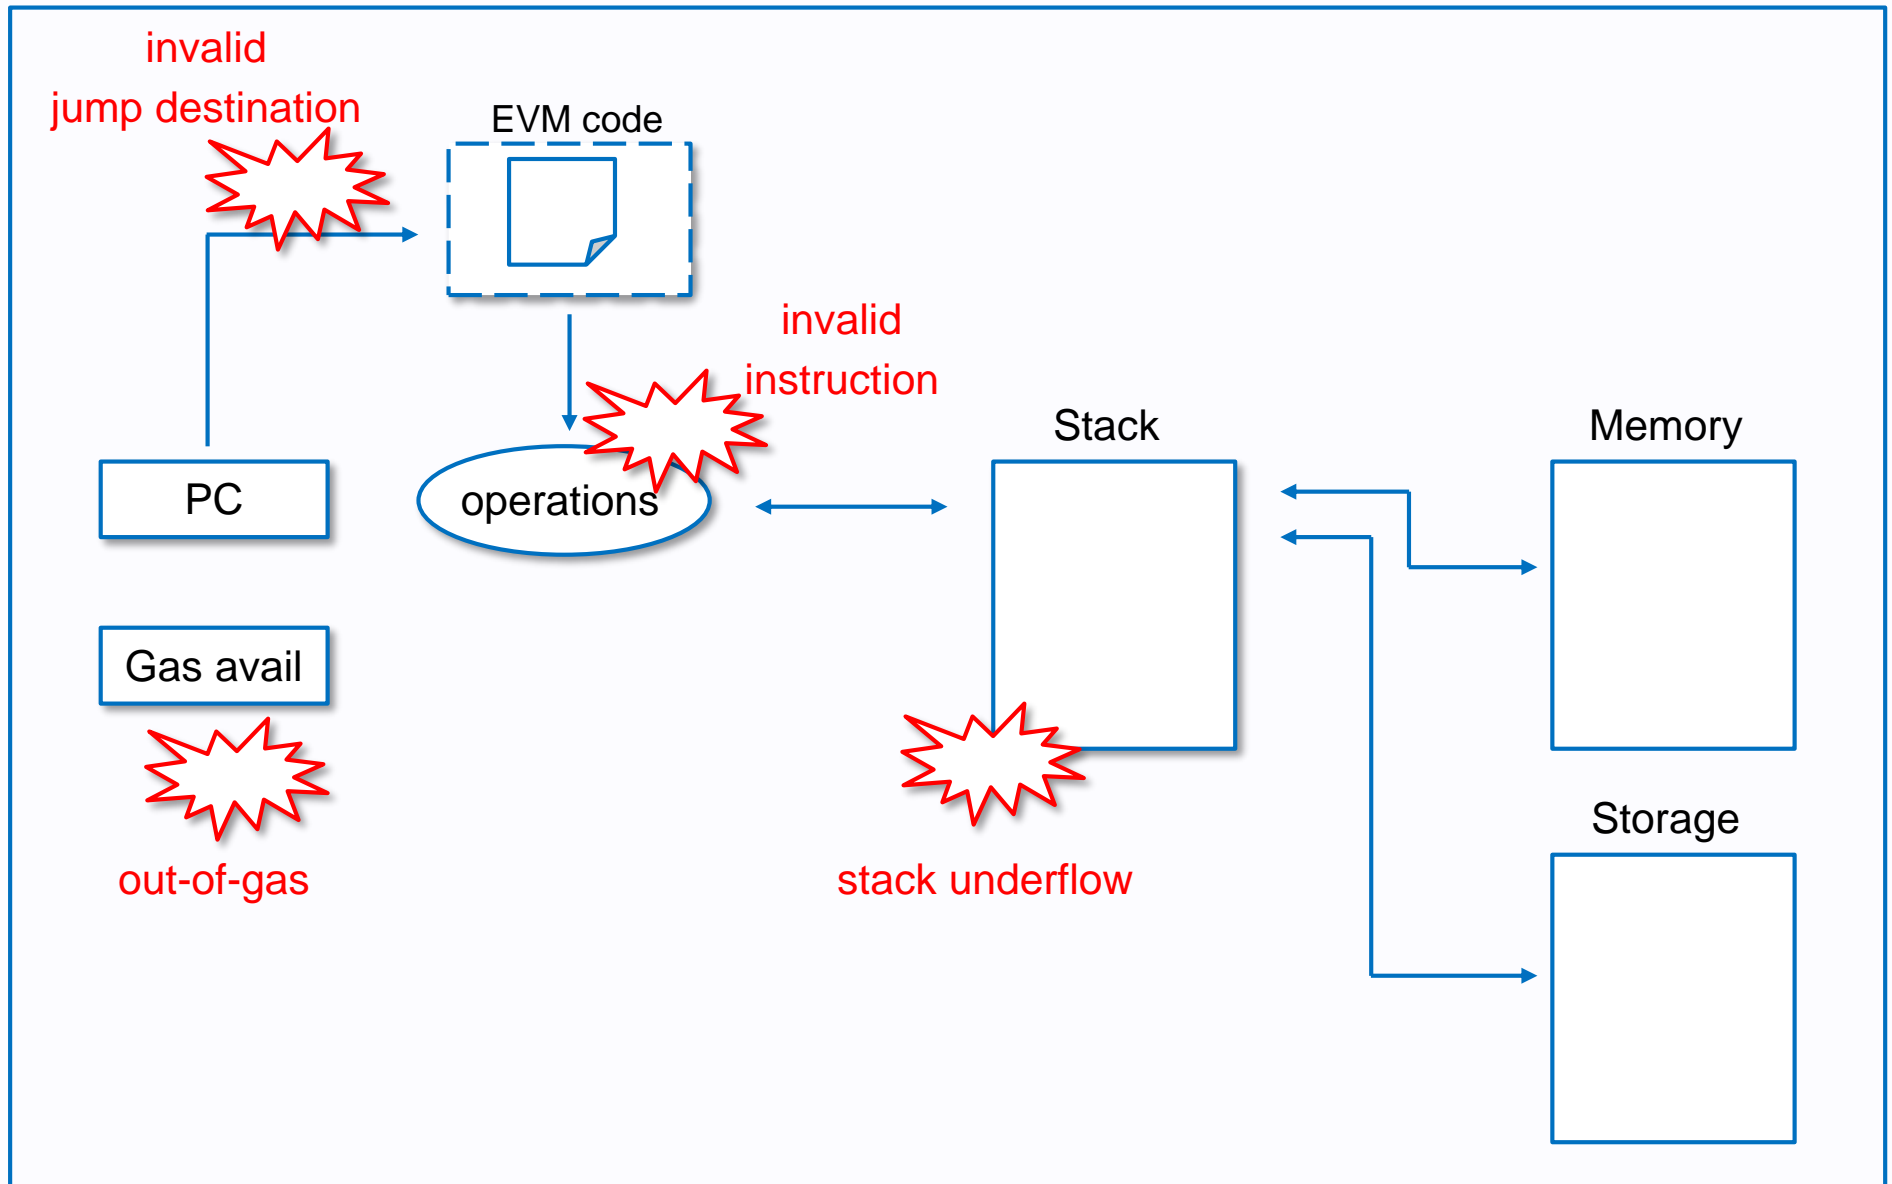 invalid
jump destination
EVM code
invalid
instruction
Stack
Memory
PC
operations
Gas avail
Storage
out-of-gas
stack underflow